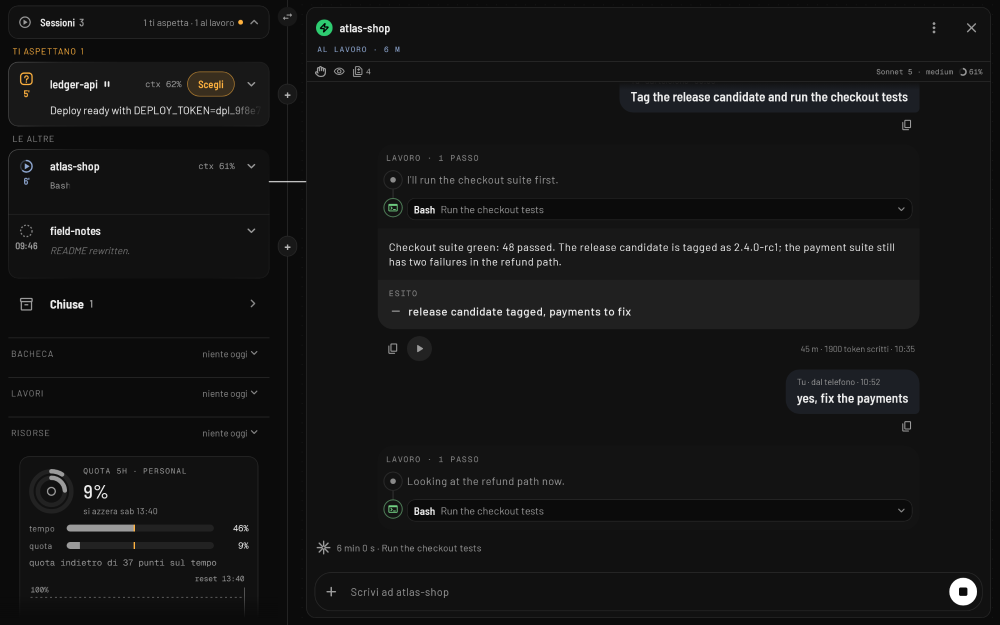 Sessioni 3
1 ti aspetta · 1 al lavoro
TI ASPETTANO 1
ledger-api
ctx 62%
Scegli
5'
Deploy ready with DEPLOY_TOKEN=dpl_9f8e7
LE ALTRE
atlas-shop
ctx 61%
6'
Bash
field-notes
09:46
README rewritten.
Chiuse 1
BACHECA
niente oggi
LAVORI
niente oggi
RISORSE
niente oggi
QUOTA 5H · PERSONAL
9%
si azzera sab 13:40
tempo
46%
quota
9%
quota indietro di 37 punti sul tempo
reset 13:40
100%
atlas-shop
AL LAVORO · 6 M
4
Sonnet 5 · medium
61%
Tag the release candidate and run the checkout tests
LAVORO · 1 PASSO
I'll run the checkout suite first.
Bash Run the checkout tests
Checkout suite green: 48 passed. The release candidate is tagged as 2.4.0-rc1; the payment suite still
has two failures in the refund path.
ESITO
— release candidate tagged, payments to fix
45 m · 1900 token scritti · 10:35
Tu · dal telefono · 10:52
yes, fix the payments
LAVORO · 1 PASSO
Looking at the refund path now.
Bash Run the checkout tests
6 min 0 s · Run the checkout tests
Scrivi ad atlas-shop